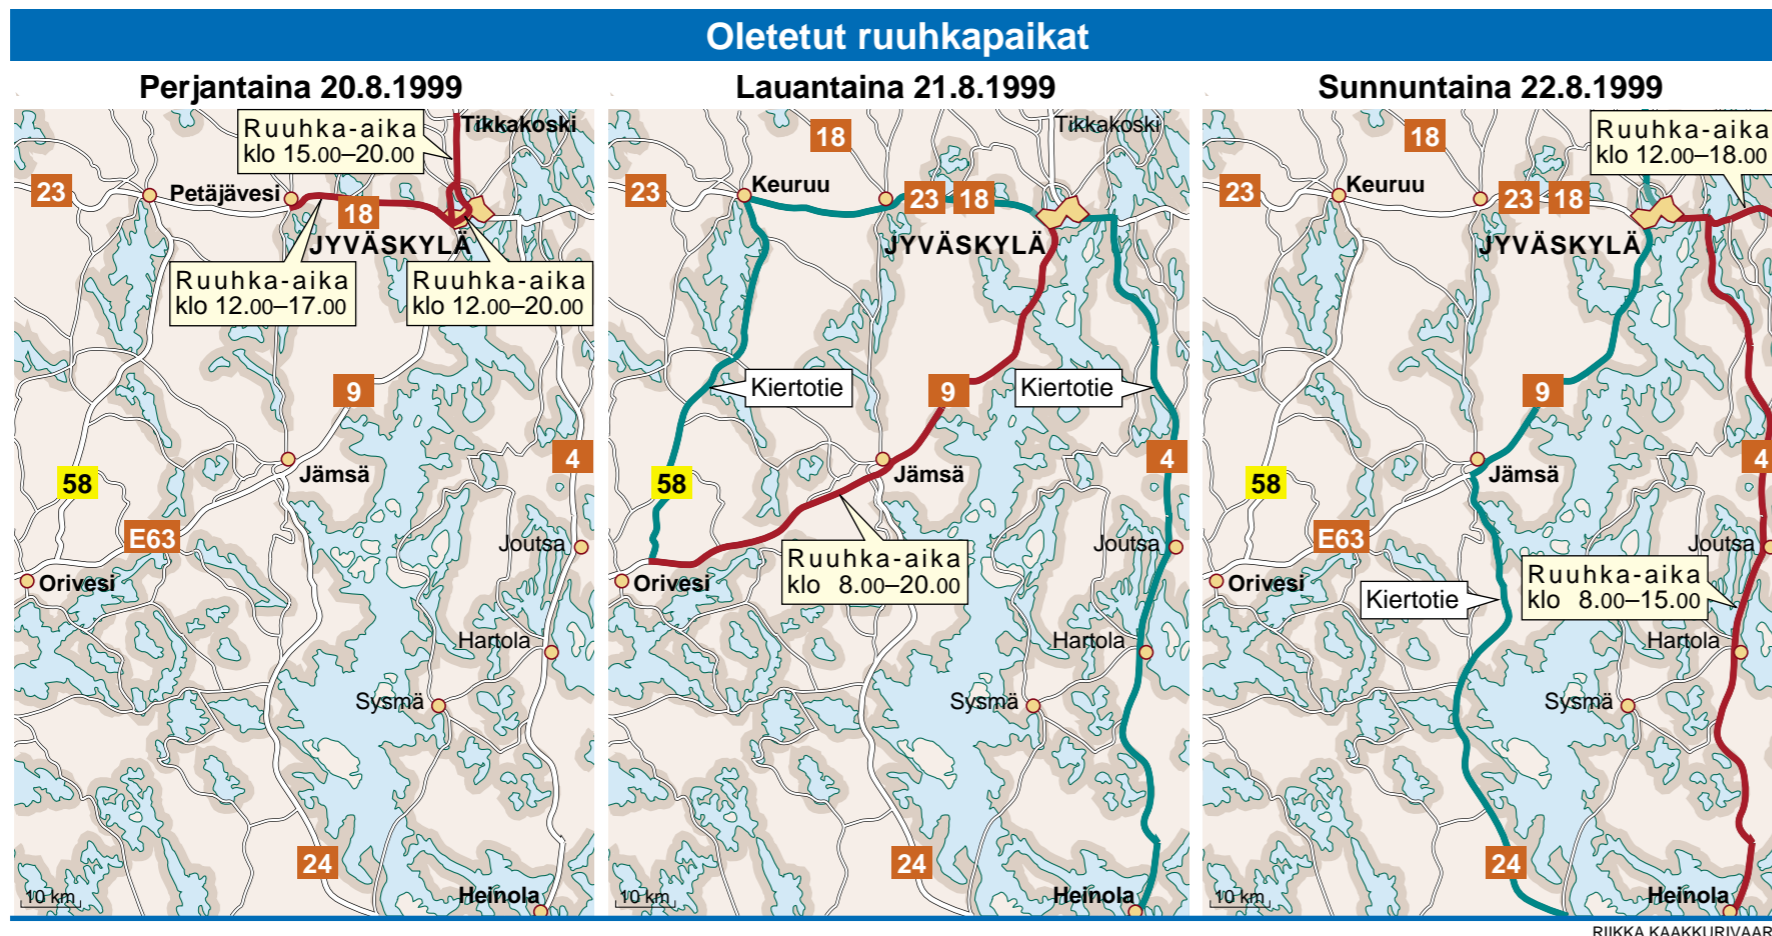 Oletetut ruuhkapaikat
Perjantaina 20.8.1999
Ruuhka-aika
klo 15.00–20.00
Tikkakoski
23
Petäjävesi
18
JYVÄSKYLÄ
Ruuhka-aika
klo 12.00–17.00
Ruuhka-aika
klo 12.00–20.00
9
4
Jämsä
58
E63
Joutsa
Orivesi
Hartola
Sysmä
24
10 km
Heinola
Lauantaina 21.8.1999
18
Tikkakoski
23
Keuruu
23
18
JYVÄSKYLÄ
Kiertotie
9
Kiertotie
4
Jämsä
58
Joutsa
Ruuhka-aika
klo 8.00–20.00
Orivesi
Hartola
Sysmä
24
10 km
Heinola
Sunnuntaina 22.8.1999
18
Ruuhka-aika
klo 12.00–18.00
23
Keuruu
23
18
JYVÄSKYLÄ
9
4
Jämsä
58
E63
Joutsa
Orivesi
Kiertotie
Ruuhka-aika
klo 8.00–15.00
Hartola
Sysmä
24
10 km
Heinola
RIIKKA KAAKKURIVAAR